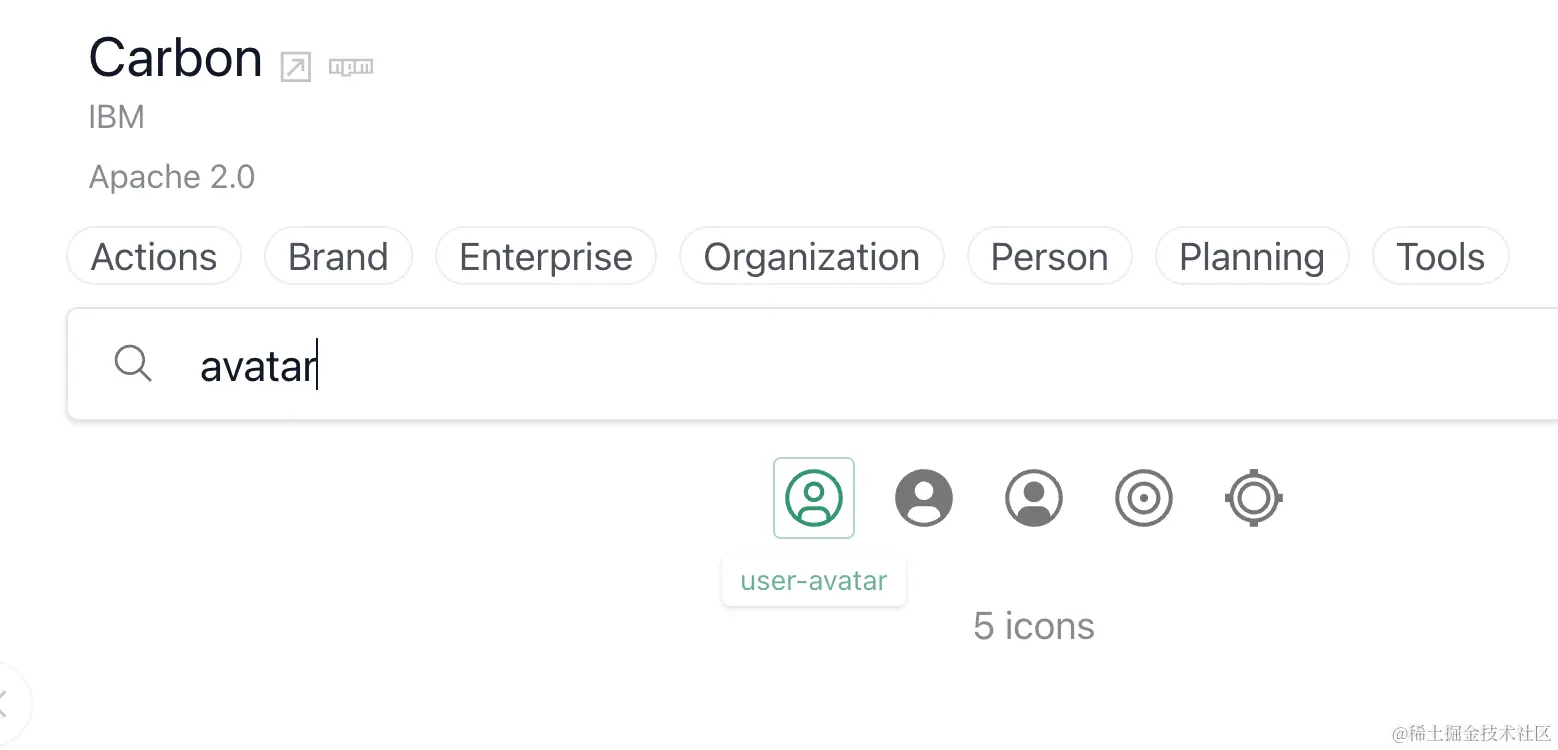 Carbon npm
IBM
Apache 2.0
Actions Brand Enterprise Organization Person Planning Tools
avatar
user-avatar
5 icons
@稀土掘金技术社区